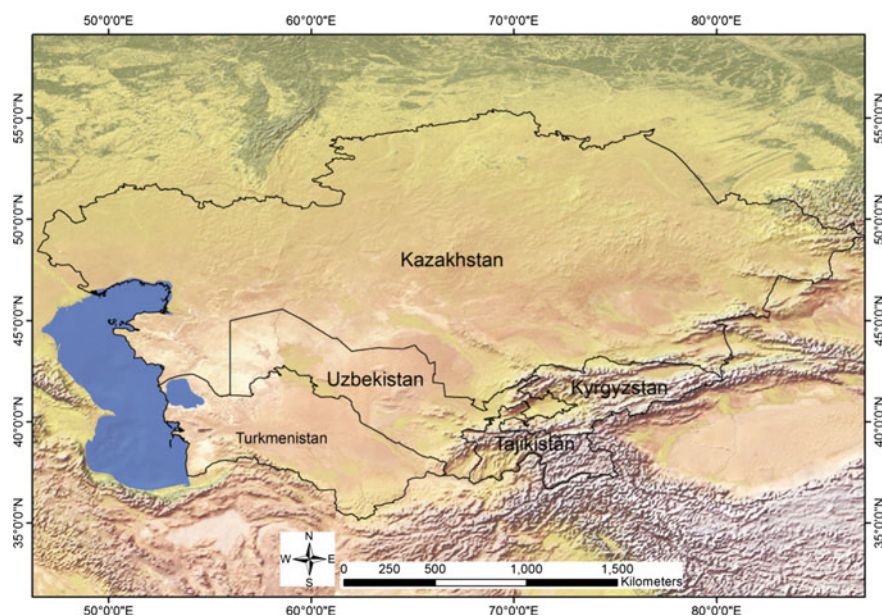 50°0'0"E 60°0'0"E 70°0'0"E 80°0'0"E
55°0'0"N 55°0'0"N
50°0'0"N 50°0'0"N
Kazakhstan
45°0'0"N 45°0'0"N
Uzbekistan
Kyrgyzstan
40°0'0"N 40°0'0"N
Turkmenistan
Tajikistan
35°0'0"N 35°0'0"N
N
W E
S
0 250 500 1,000 1,500
Kilometers
50°0'0"E 60°0'0"E 70°0'0"E 80°0'0"E